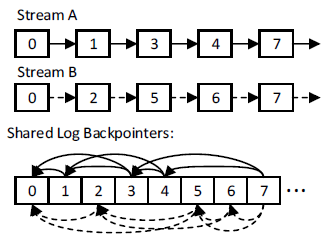 Stream A
0 1 3 4 7
Stream B
0 2 5 6 7
Shared Log Backpointers:
0 1 2 3 4 5 6 7 ...